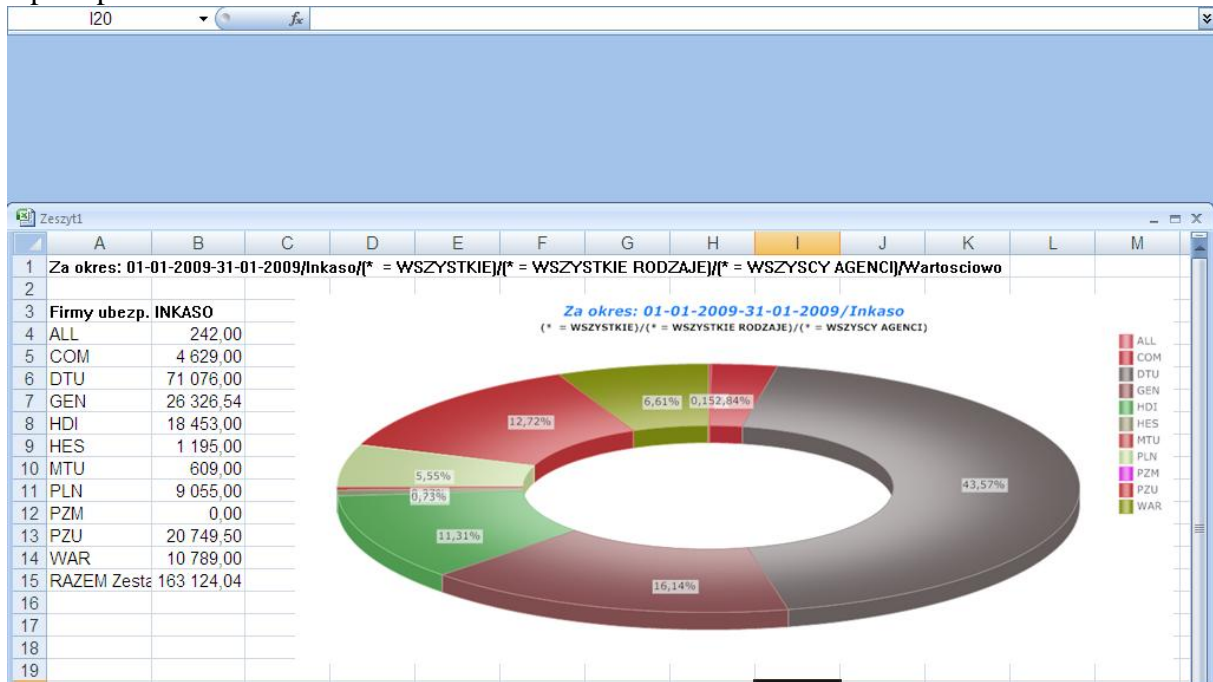 I20 fx
Zeszyt1
A B C D E F G H I J K L M
1 Za okres: 01-01-2009-31-01-2009/Inkaso/(* = WSZYSTKIE)/(* = WSZYSTKIE RODZAJE)/(* = WSZYSCY AGENCI)/Wartosciowo
2
3 Firmy ubezp. INKASO
4 ALL 242,00
5 COM 4 629,00
6 DTU 71 076,00
7 GEN 26 326,54
8 HDI 18 453,00
9 HES 1 195,00
10 MTU 609,00
11 PLN 9 055,00
12 PZM 0,00
13 PZU 20 749,50
14 WAR 10 789,00
15 RAZEM Zesta 163 124,04
16
17
18
19
Za okres: 01-01-2009-31-01-2009/Inkaso
(* = WSZYSTKIE)/(* = WSZYSTKIE RODZAJE)/(* = WSZYSCY AGENCI)
6,61% 0,152,84%
12,72%
5,55%
0,73%
43,57%
11,31%
16,14%
ALL
COM
DTU
GEN
HDI
HES
MTU
PLN
PZM
PZU
WAR